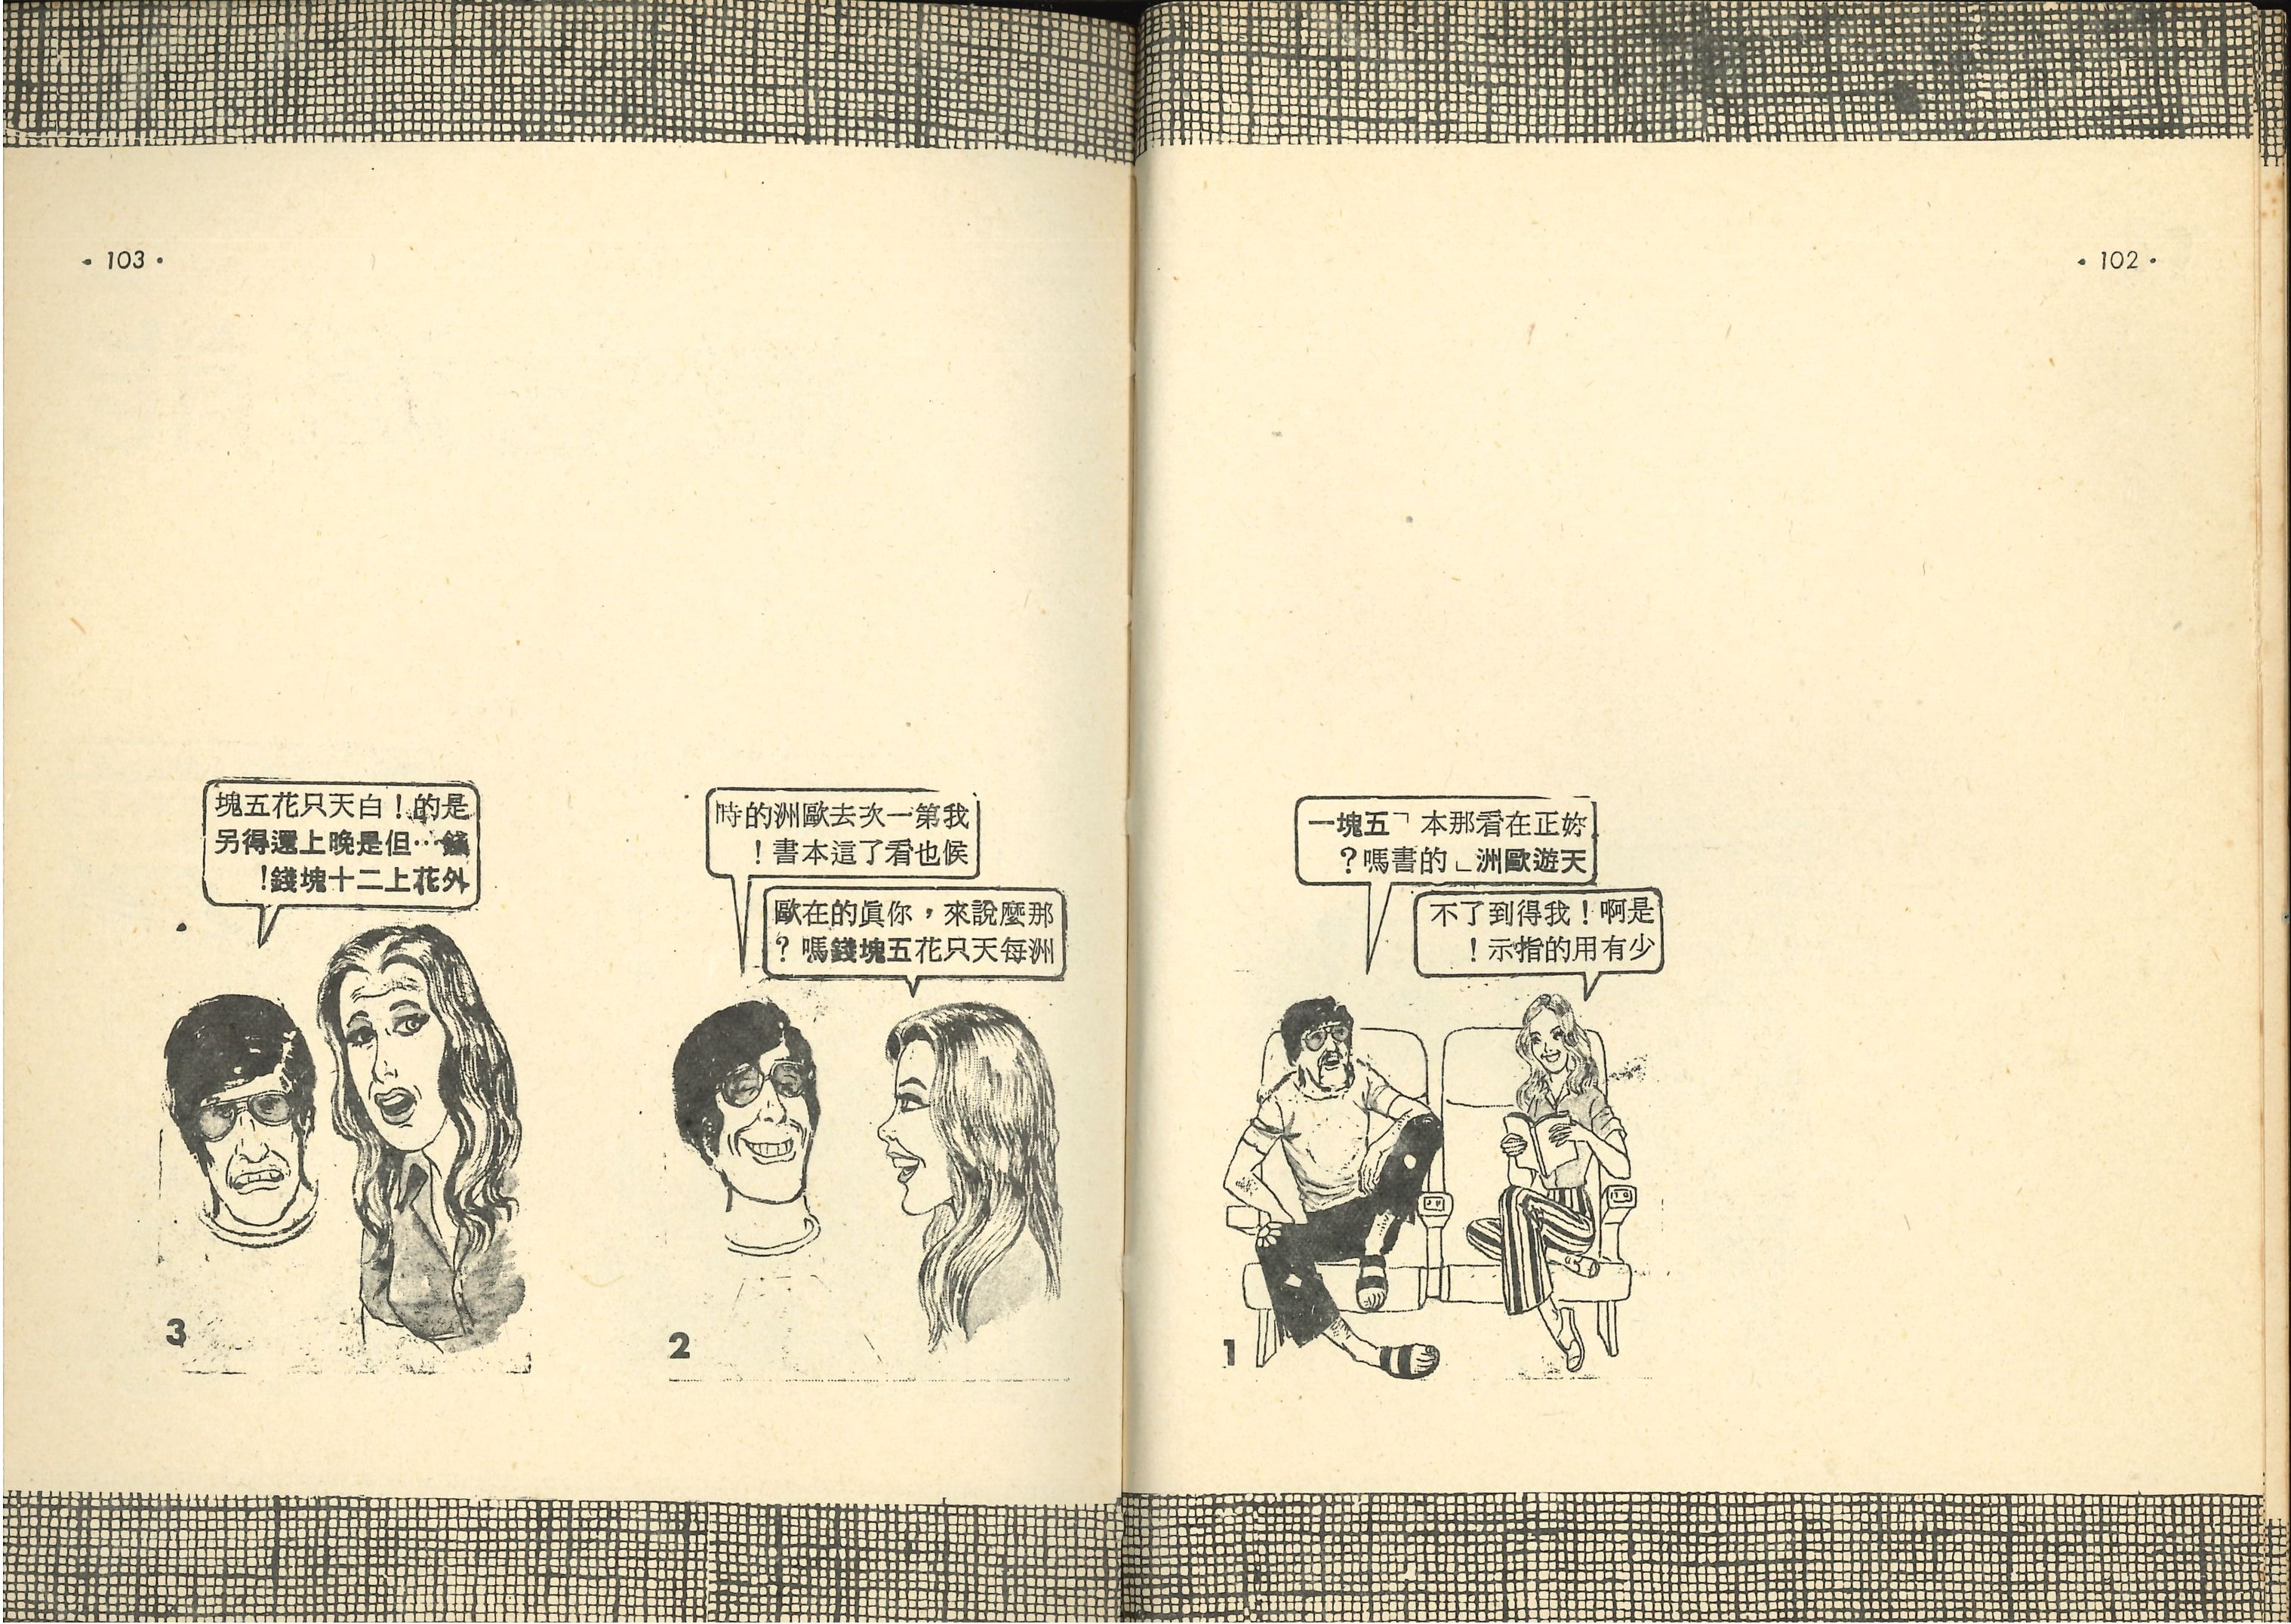 · 102 ·
妳正在看那本「五塊一
天遊歐洲」的書嗎？
是啊！我得到了不
少有用的指示！
1
· 103 ·
我第一次去歐洲的時
候也看了這本書！
那麼說來，你眞的在歐
洲每天只花五塊錢嗎？
2
是的！白天只花五塊
錢…但是晚上還得另
外花上二十塊錢！
3